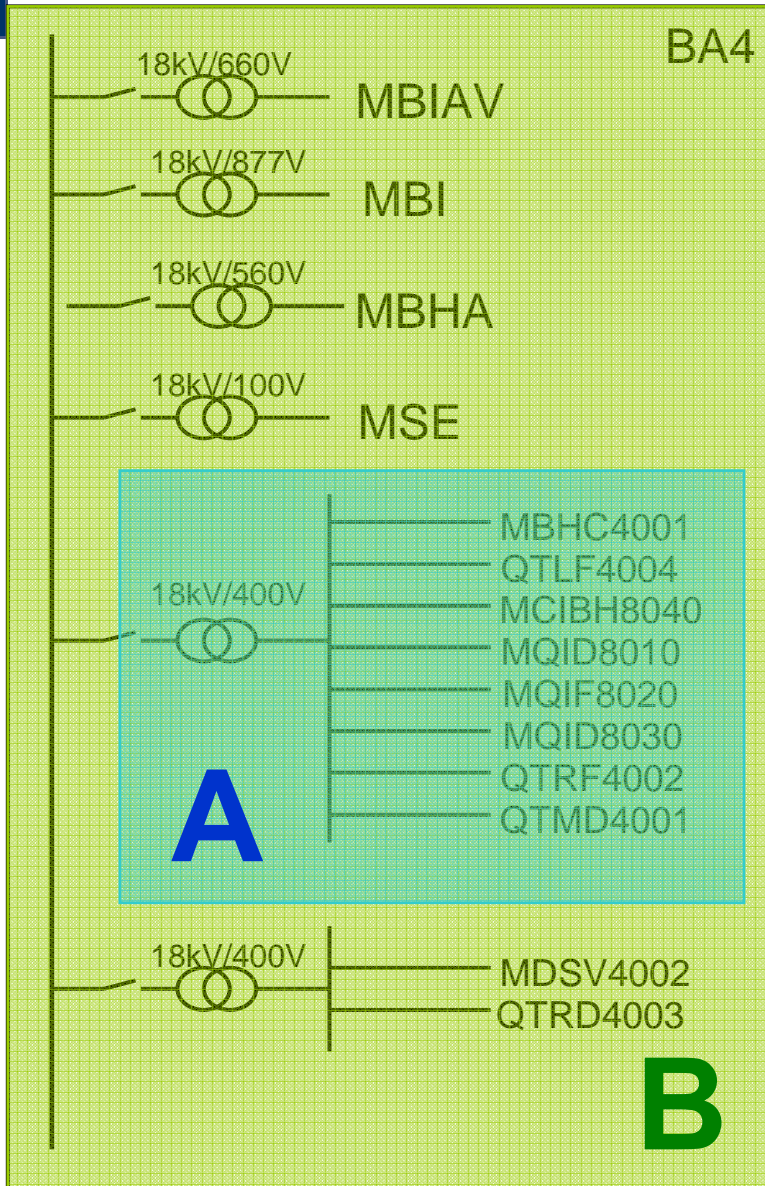 BA4
18kV/660V
MBIAV
18kV/877V
MBI
18kV/560V
MBHA
18kV/100V
MSE
18kV/400V
MBHC4001
QTLF4004
MCIBH8040
MQID8010
MQIF8020
MQID8030
QTRF4002
QTMD4001
A
18kV/400V
MDSV4002
QTRD4003
B